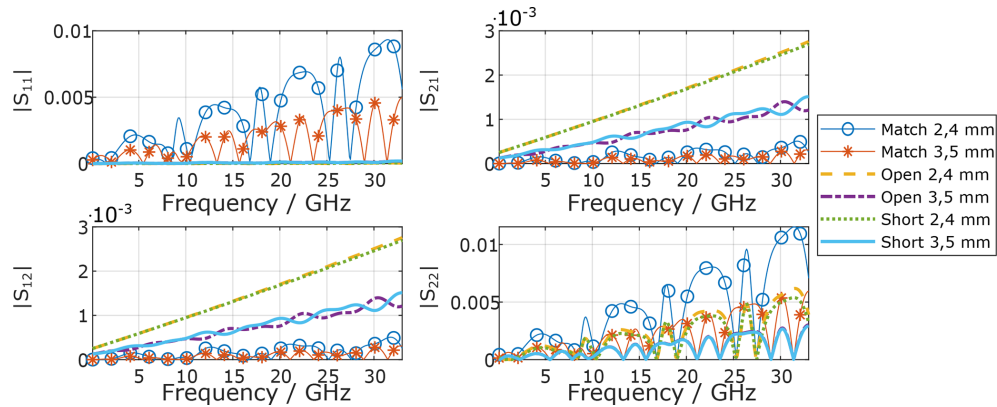 0.01
0.005
0
|S11|
5 10 15 20 25 30
Frequency / GHz
3 ×10-3
2
1
0
|S21|
5 10 15 20 25 30
Frequency / GHz
Match 2,4 mm
Match 3,5 mm
Open 2,4 mm
Open 3,5 mm
Short 2,4 mm
Short 3,5 mm
3 ×10-3
2
1
0
|S12|
5 10 15 20 25 30
Frequency / GHz
0.01
0.005
0
|S22|
5 10 15 20 25 30
Frequency / GHz